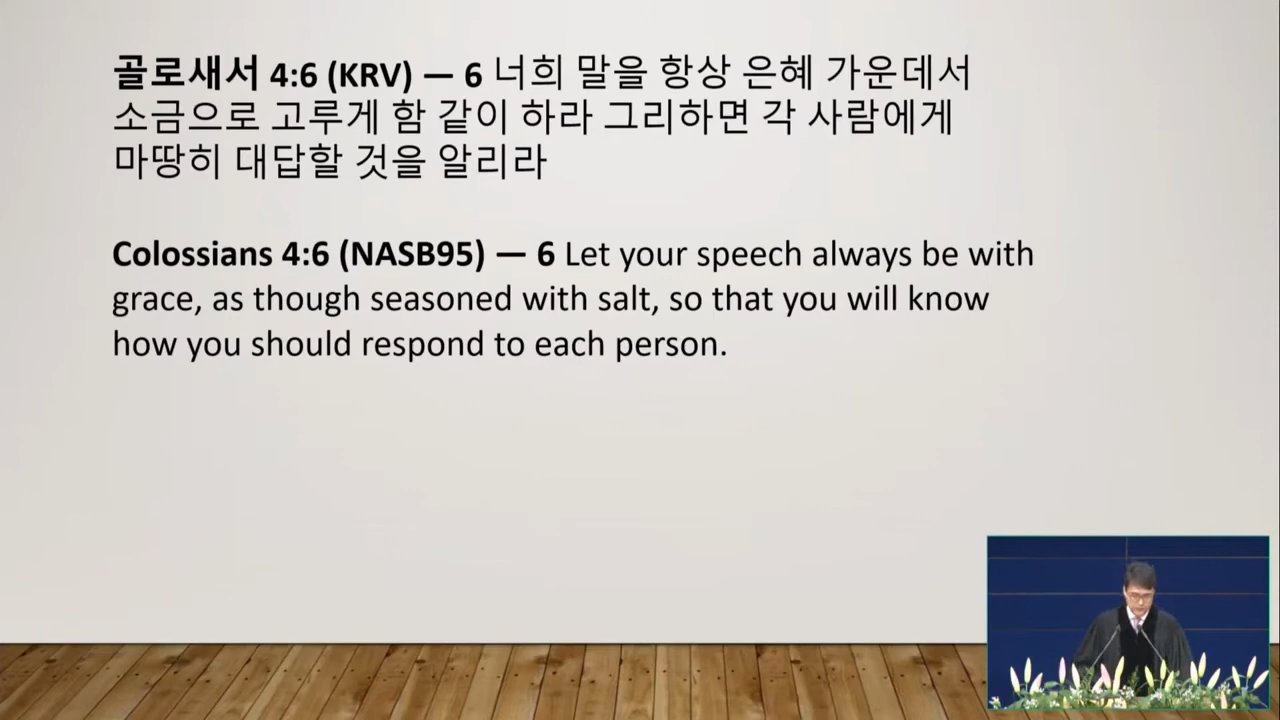 골로새서 4:6 (KRV) — 6 너희 말을 항상 은혜 가운데서
소금으로 고루게 함 같이 하라 그리하면 각 사람에게
마땅히 대답할 것을 알리라
Colossians 4:6 (NASB95) — 6 Let your speech always be with
grace, as though seasoned with salt, so that you will know
how you should respond to each person.